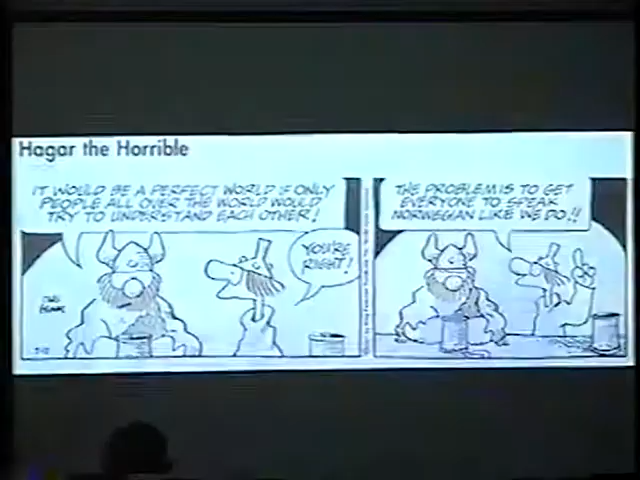 Hagar the Horrible
IT WOULD BE A PERFECT WORLD IF ONLY
PEOPLE ALL OVER THE WORLD WOULD
TRY TO UNDERSTAND EACH OTHER!
YOU'RE
RIGHT!
THE PROBLEM IS TO GET
EVERYONE TO SPEAK
NORWEGIAN LIKE WE DO!!